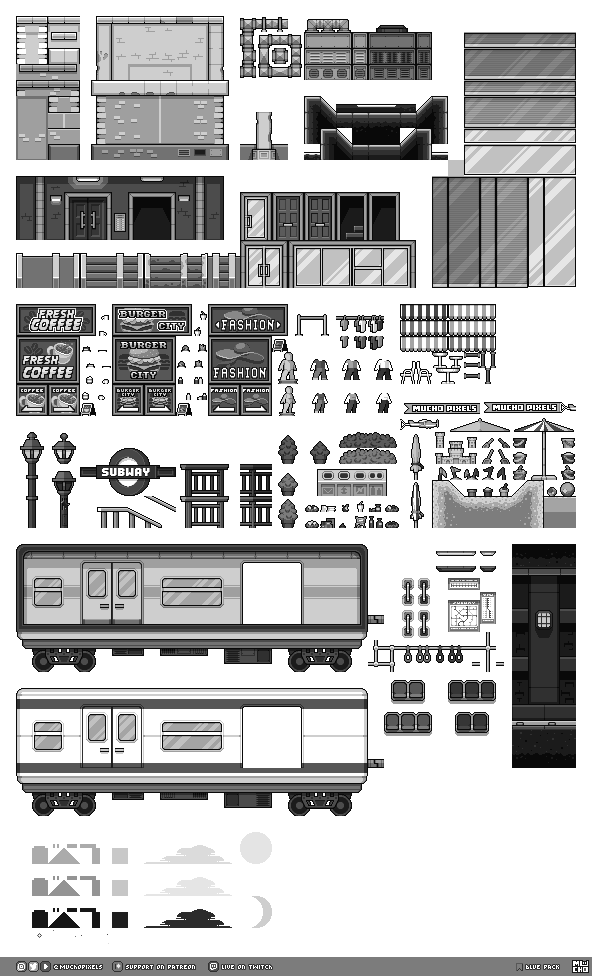 FRESH
COFFEE
BURGER
CITY
FASHION
FRESH
COFFEE
BURGER
CITY
FASHION
COFFEE
COFFEE
BURGER
CITY
BURGER
CITY
FASHION
FASHION
MUCHO PIXELS
MUCHO PIXELS
SUBWAY
@MUCHOPIXELS
SUPPORT ON PATREON
LIVE ON TWITCH
BLUE PACK
MUCHO